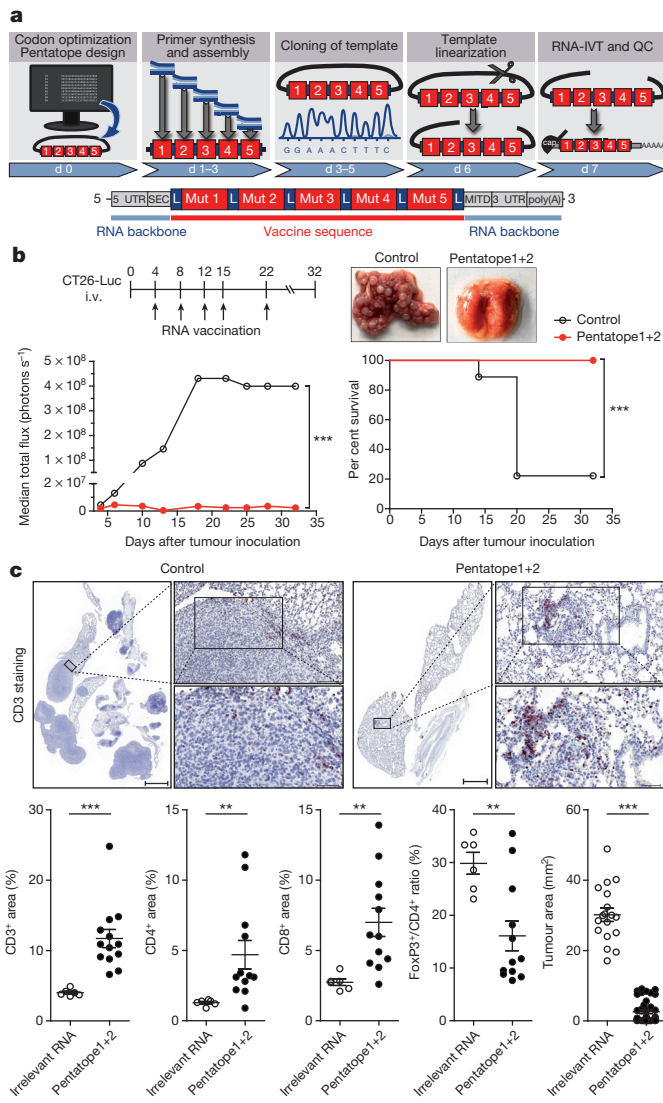 a
Codon optimization
Pentatope design
Primer synthesis
and assembly
Cloning of template
Template
linearization
RNA-IVT and QC
1 2 3 4 5
1 2 3 4 5
1 2 3 4 5
G G A A A C T T T C
1 2 3 4 5
1 2 3 4 5
1 2 3 4 5
cap
1 2 3 4 5
AAAAA
d 0
d 1–3
d 3–5
d 6
d 7
5 5 UTR SEC L Mut 1 L Mut 2 L Mut 3 L Mut 4 L Mut 5 L MITD 3 UTR poly(A) 3
RNA backbone
Vaccine sequence
RNA backbone
b
CT26-Luc
i.v.
0 4 8 12 15 22 32
RNA vaccination
Control
Pentatope1+2
Control
Pentatope1+2
Median total flux (photons s⁻¹)
5 × 10⁸
4 × 10⁸
3 × 10⁸
2 × 10⁸
1 × 10⁸
2 × 10⁷
0
0 5 10 15 20 25 30 35
Days after tumour inoculation
***
Per cent survival
100
80
60
40
20
0
0 5 10 15 20 25 30 35
Days after tumour inoculation
***
c
Control
Pentatope1+2
CD3 staining
CD3⁺ area (%)
30
20
10
0
***
Irrelevant RNA
Pentatope1+2
CD4⁺ area (%)
15
10
5
0
**
Irrelevant RNA
Pentatope1+2
CD8⁺ area (%)
15
10
5
0
**
Irrelevant RNA
Pentatope1+2
FoxP3⁺/CD4⁺ ratio (%)
40
30
20
10
0
**
Irrelevant RNA
Pentatope1+2
Tumour area (mm²)
60
40
20
0
***
Irrelevant RNA
Pentatope1+2